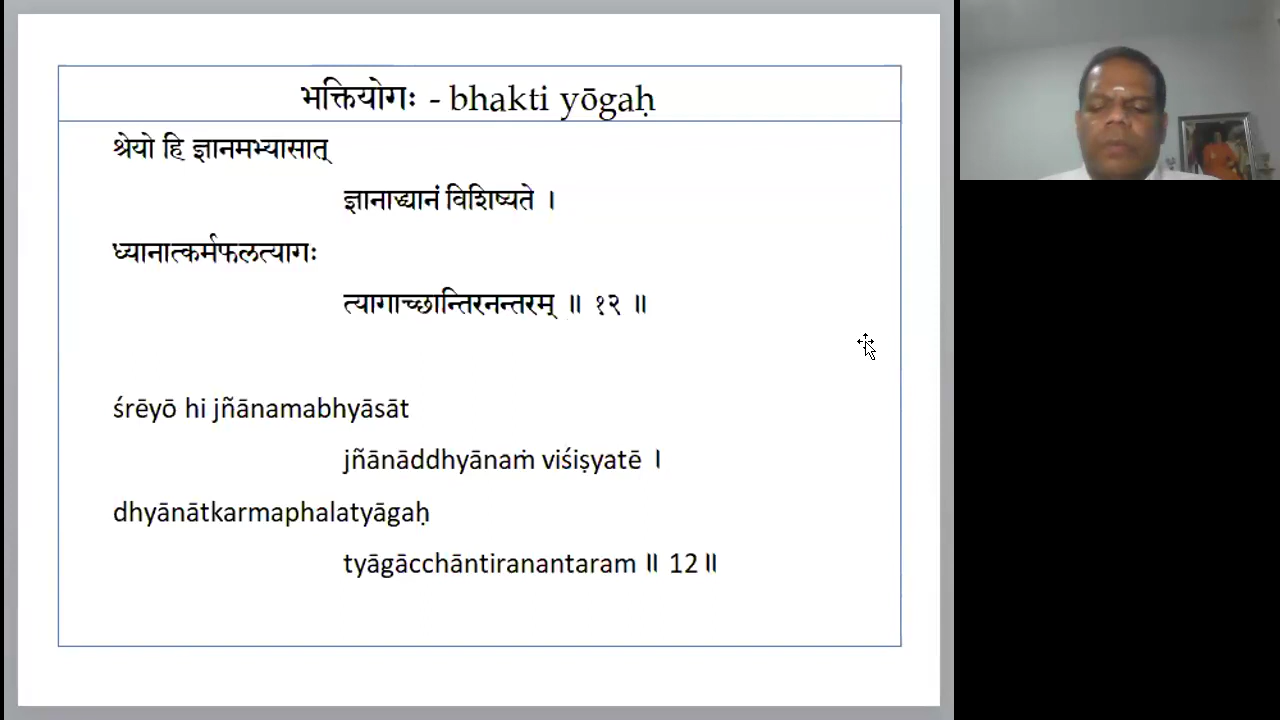 भक्तियोगः - bhakti yōgaḥ
श्रेयो हि ज्ञानमभ्यासात्
ज्ञानाद्ध्यानं विशिष्यते ।
ध्यानात्कर्मफलत्यागः
त्यागाच्छान्तिरनन्तरम् ॥ १२ ॥
śrēyō hi jñānamabhyāsāt
jñānāddhyānaṁ viśiṣyatē ।
dhyānātkarmaphalatyāgaḥ
tyāgācchāntiranantaram ॥ 12॥